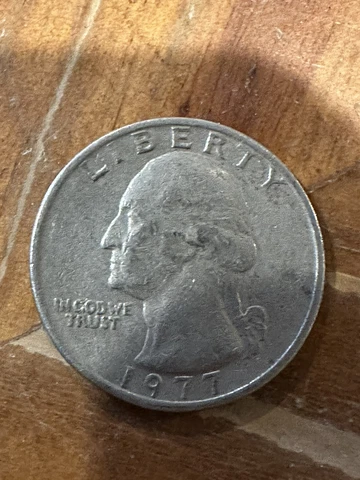 LIBERTY
IN GOD WE
TRUST
1977